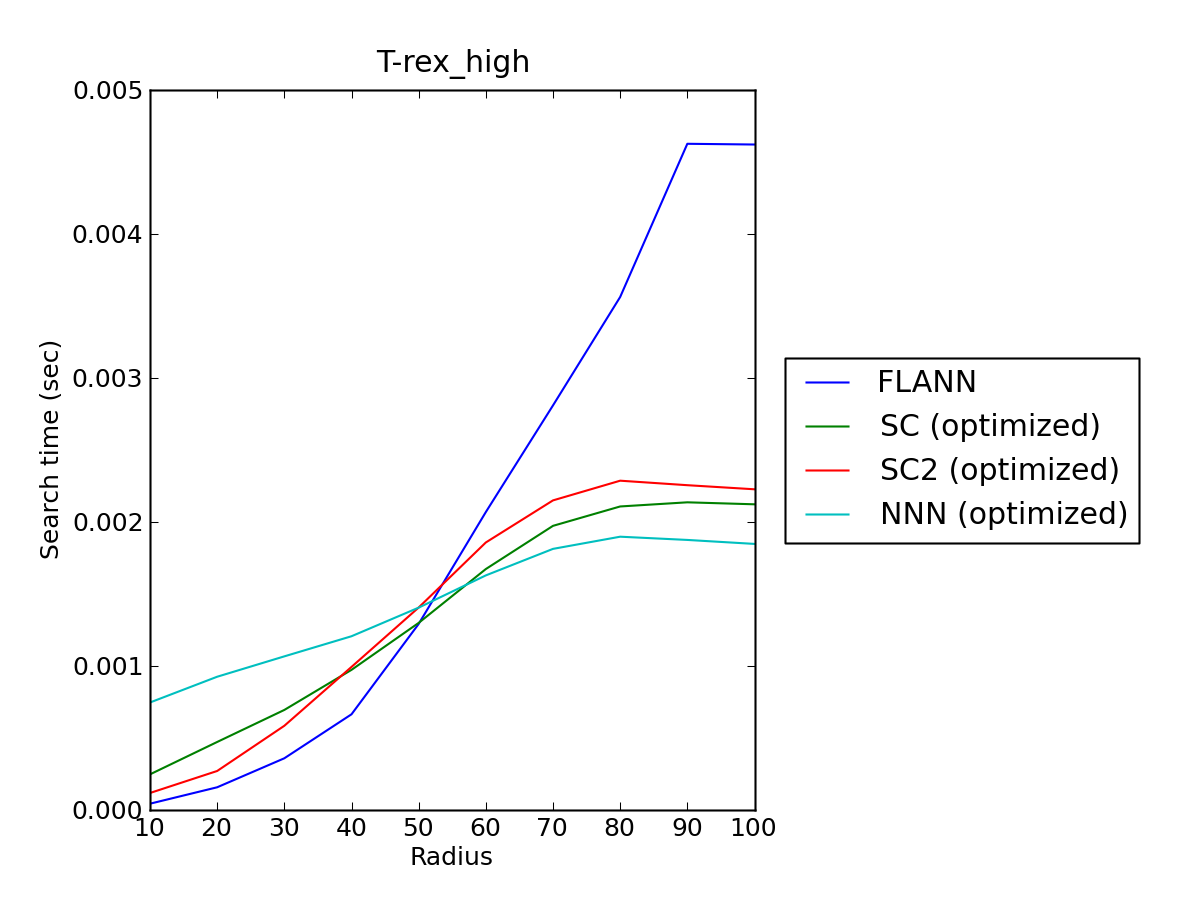 T-rex_high
0.005
0.004
0.003
0.002
0.001
0.000
Search time (sec)
10 20 30 40 50 60 70 80 90 100
Radius
FLANN
SC (optimized)
SC2 (optimized)
NNN (optimized)